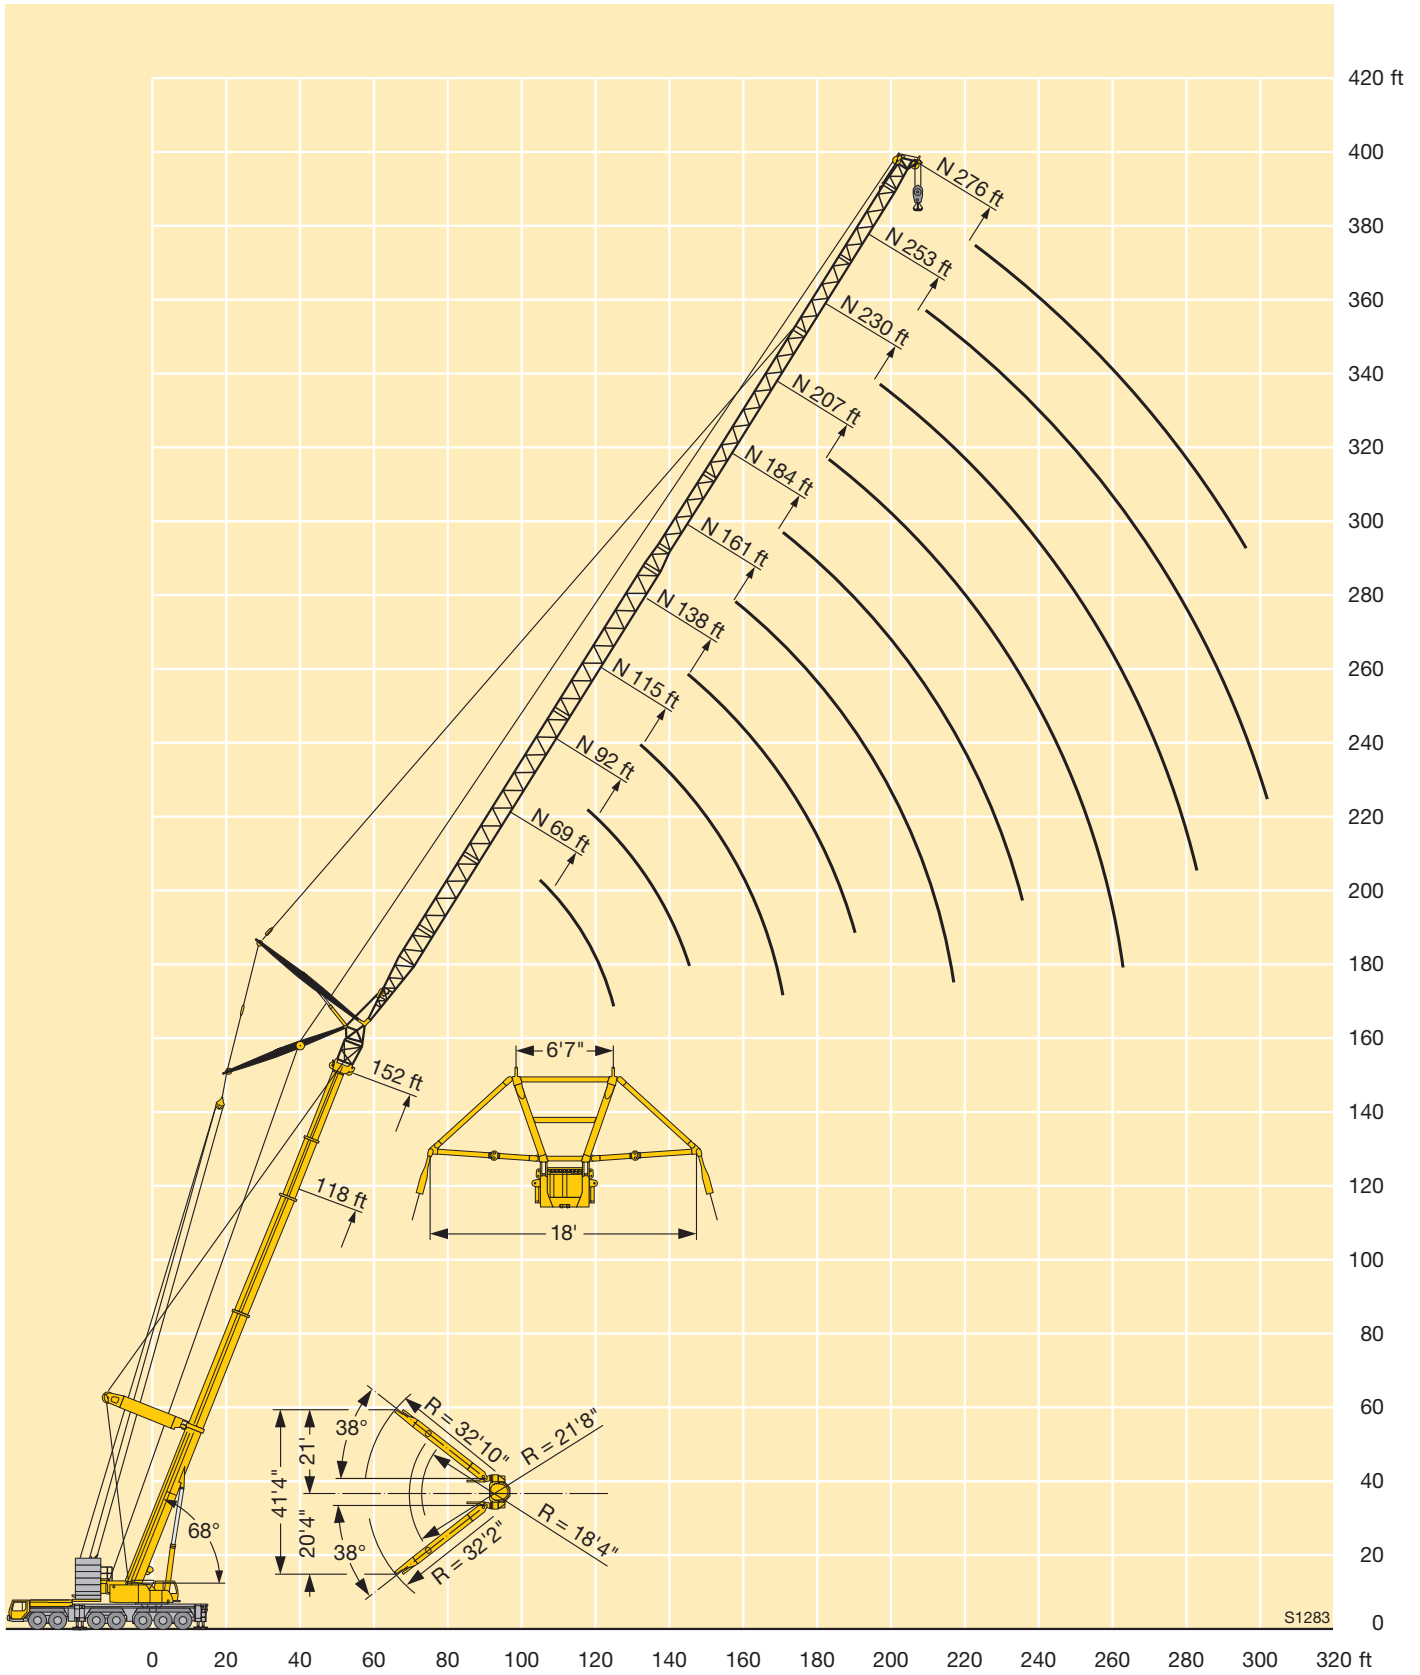 420 ft
400
N 276 ft
380
N 253 ft
360
N 230 ft
340
N 207 ft
320
N 184 ft
300
N 161 ft
280
N 138 ft
260
N 115 ft
240
N 92 ft
220
N 69 ft
200
180
160
6'7"
152 ft
140
120
118 ft
18'
100
80
60
R = 32'10"
R = 21'8"
38°
21'
41'4"
40
20'4"
68°
38°
R = 32'2"
R = 18'4"
20
S1283
0
0 20 40 60 80 100 120 140 160 180 200 220 240 260 280 300 320 ft